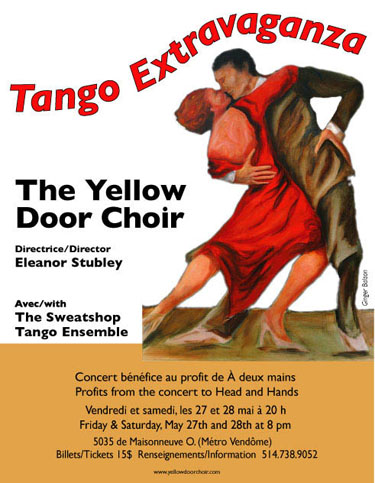 Tango Extravaganza
The Yellow
Door Choir
Directrice/Director
Eleanor Stubley
Avec/with
The Sweatshop
Tango Ensemble
Ginger Balson
Concert bénéfice au profit de À deux mains
Profits from the concert to Head and Hands
Vendredi et samedi, les 27 et 28 mai à 20 h
Friday & Saturday, May 27th and 28th at 8 pm
5035 de Maisonneuve O. (Métro Vendôme)
Billets/Tickets 15$ Renseignements/Information 514.738.9052
www.yellowdoorchoir.com